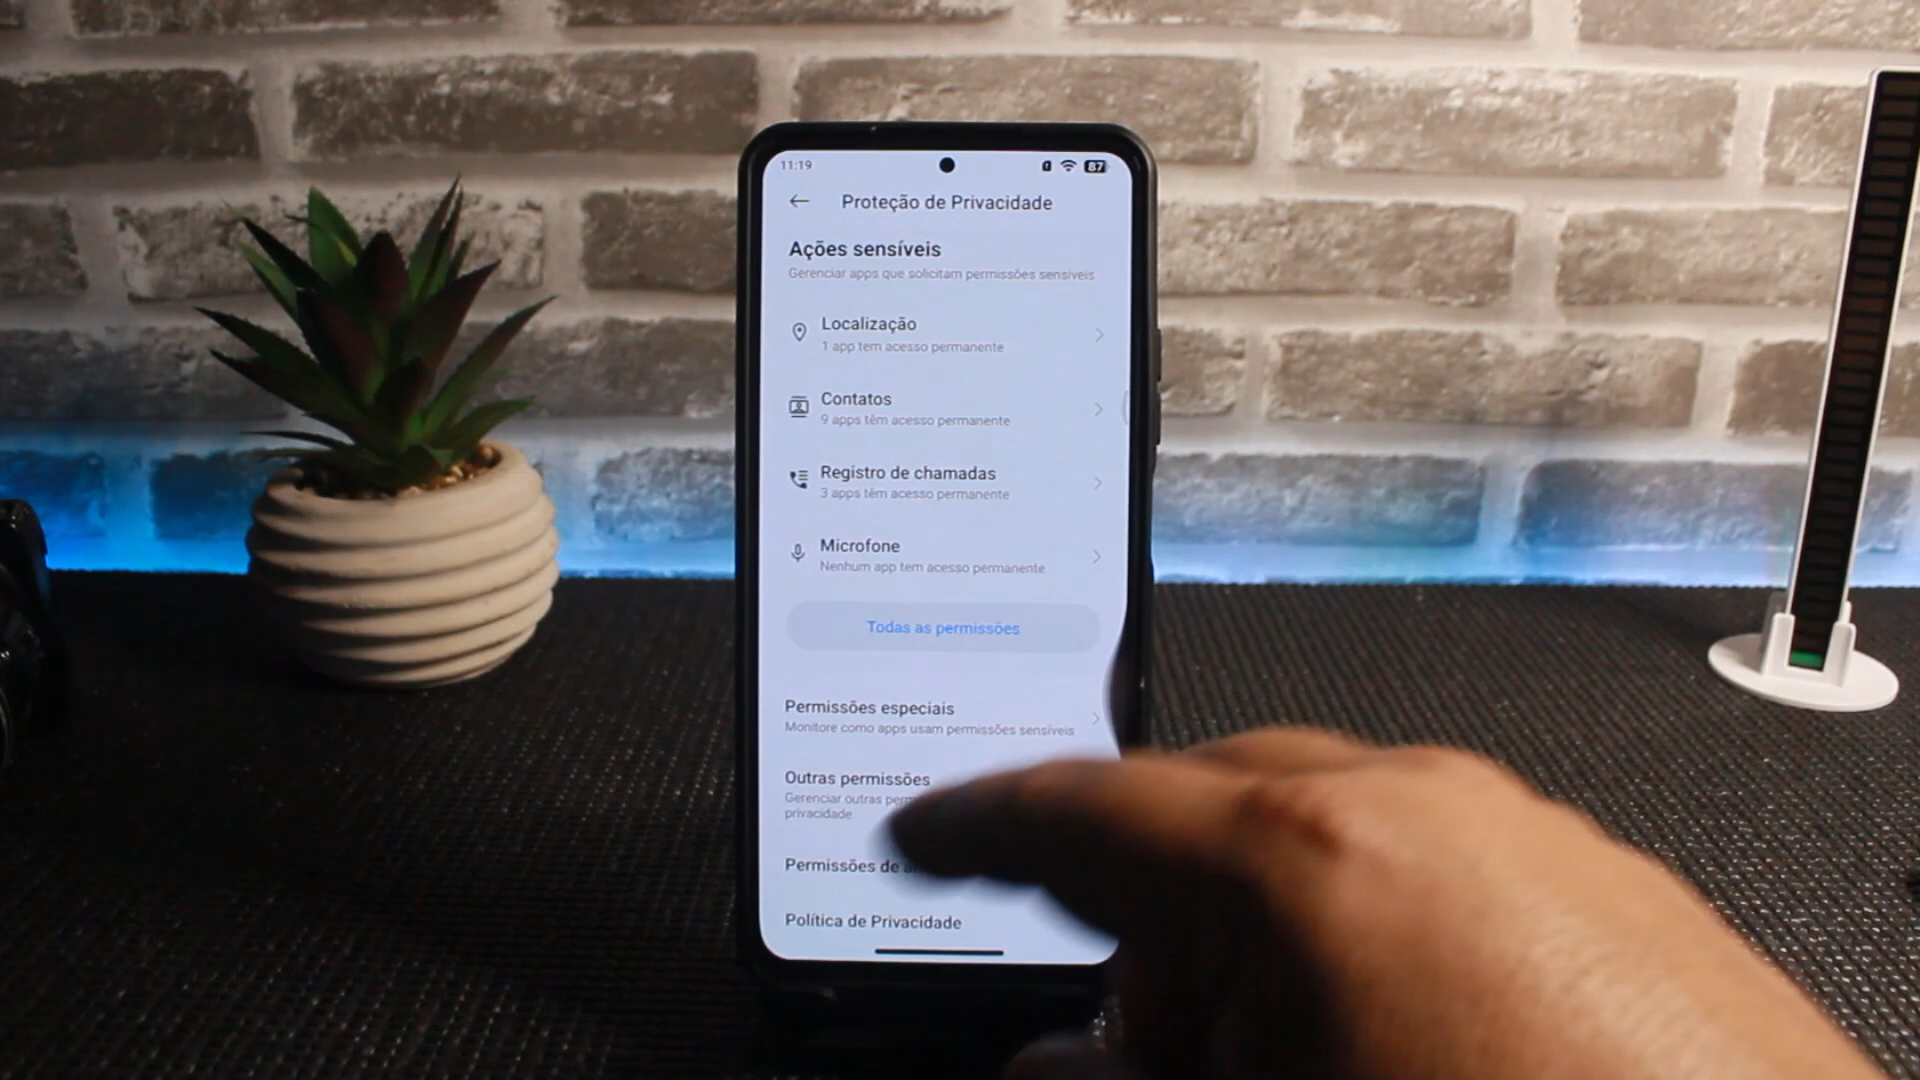 11:19
87
Proteção de Privacidade
Ações sensíveis
Gerenciar apps que solicitam permissões sensíveis
Localização
1 app tem acesso permanente
Contatos
9 apps têm acesso permanente
Registro de chamadas
3 apps têm acesso permanente
Microfone
Nenhum app tem acesso permanente
Todas as permissões
Permissões especiais
Monitore como apps usam permissões sensíveis
Outras permissões
Gerenciar outras
privacidade
Permissões de
Política de Privacidade